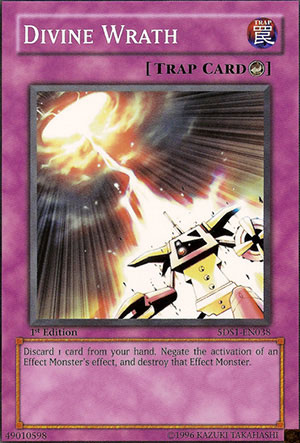 DIVINE WRATH
TRAP
罠
[TRAP CARD]
1st Edition
5DS1-EN038
Discard 1 card from your hand. Negate the activation of an
Effect Monster's effect, and destroy that Effect Monster.
49010598
©1996 KAZUKI TAKAHASHI